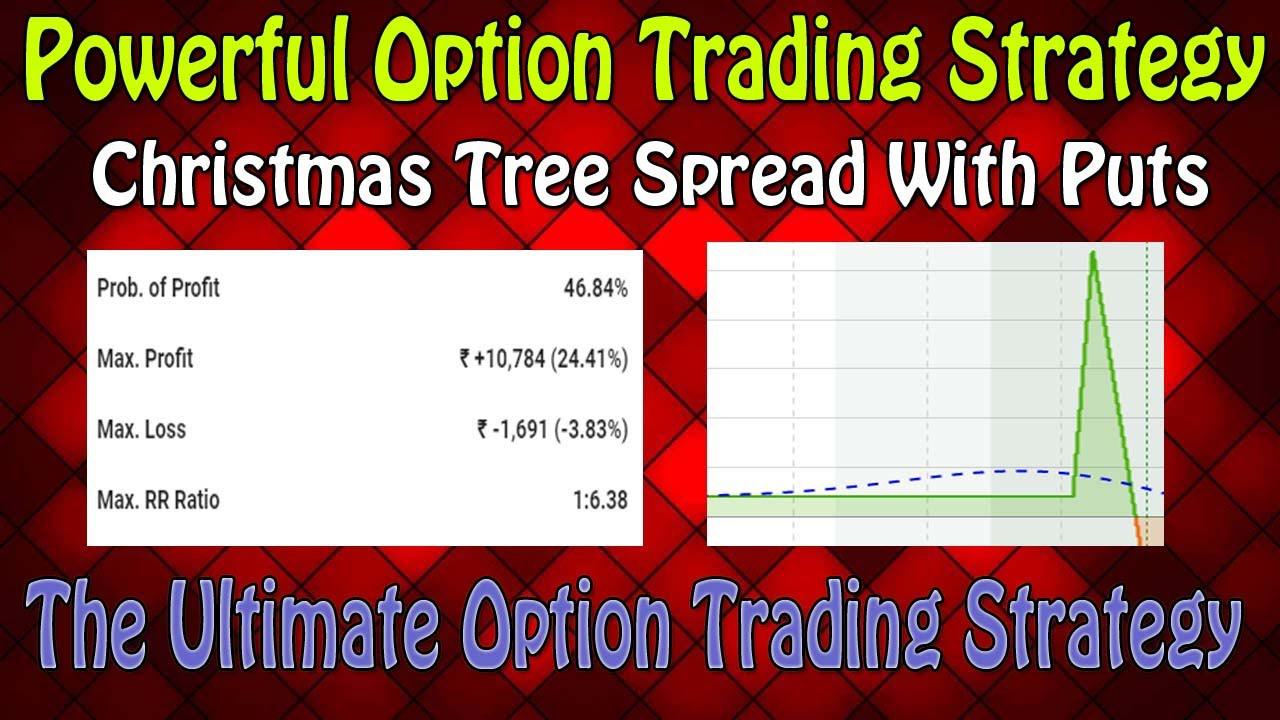 Powerful Option Trading Strategy
Christmas Tree Spread With Puts
Prob. of Profit 46.84%
Max. Profit ₹ +10,784 (24.41%)
Max. Loss ₹ -1,691 (-3.83%)
Max. RR Ratio 1:6.38
The Ultimate Option Trading Strategy